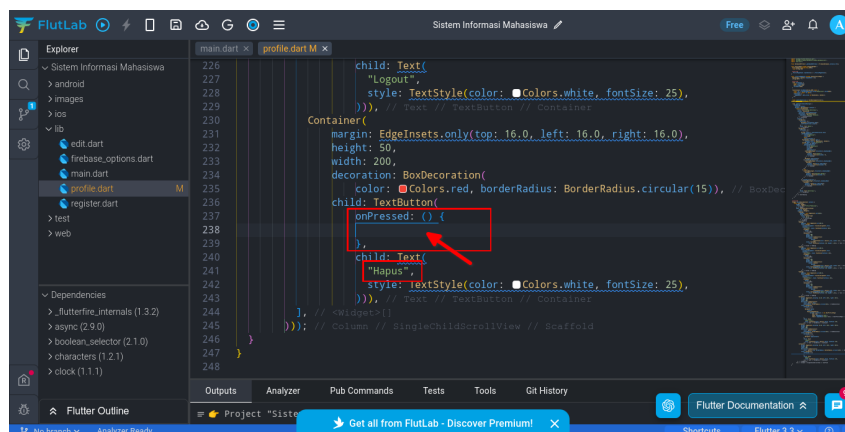 FlutLab
Sistem Informasi Mahasiswa
Free
A
Explorer
main.dart
profile.dart M
Sistem Informasi Mahasiswa
android
images
ios
lib
edit.dart
firebase_options.dart
main.dart
profile.dart M
register.dart
test
web
1
226 child: Text(
227 "Logout",
228 style: TextStyle(color: Colors.white, fontSize: 25),
229 ))), // Text // TextButton // Container
230 Container(
231 margin: EdgeInsets.only(top: 16.0, left: 16.0, right: 16.0),
232 height: 50,
233 width: 200,
234 decoration: BoxDecoration(
235 color: Colors.red, borderRadius: BorderRadius.circular(15)), // BoxDec
236 child: TextButton(
237 onPressed: () {
238
239 },
240 child: Text(
241 "Hapus",
242 style: TextStyle(color: Colors.white, fontSize: 25),
243 ))), // Text // TextButton // Container
244 ], // <Widget>[]
245 ))); // Column // SingleChildScrollView // Scaffold
246 }
247 }
248
Dependencies
_flutterfire_internals (1.3.2)
async (2.9.0)
boolean_selector (2.1.0)
characters (1.2.1)
clock (1.1.1)
Flutter Outline
Outputs Analyzer Pub Commands Tests Tools Git History
Project "Siste
Get all from FlutLab - Discover Premium!
Flutter Documentation
No branch Analyzer Ready
Shortcuts Flutter 3.3